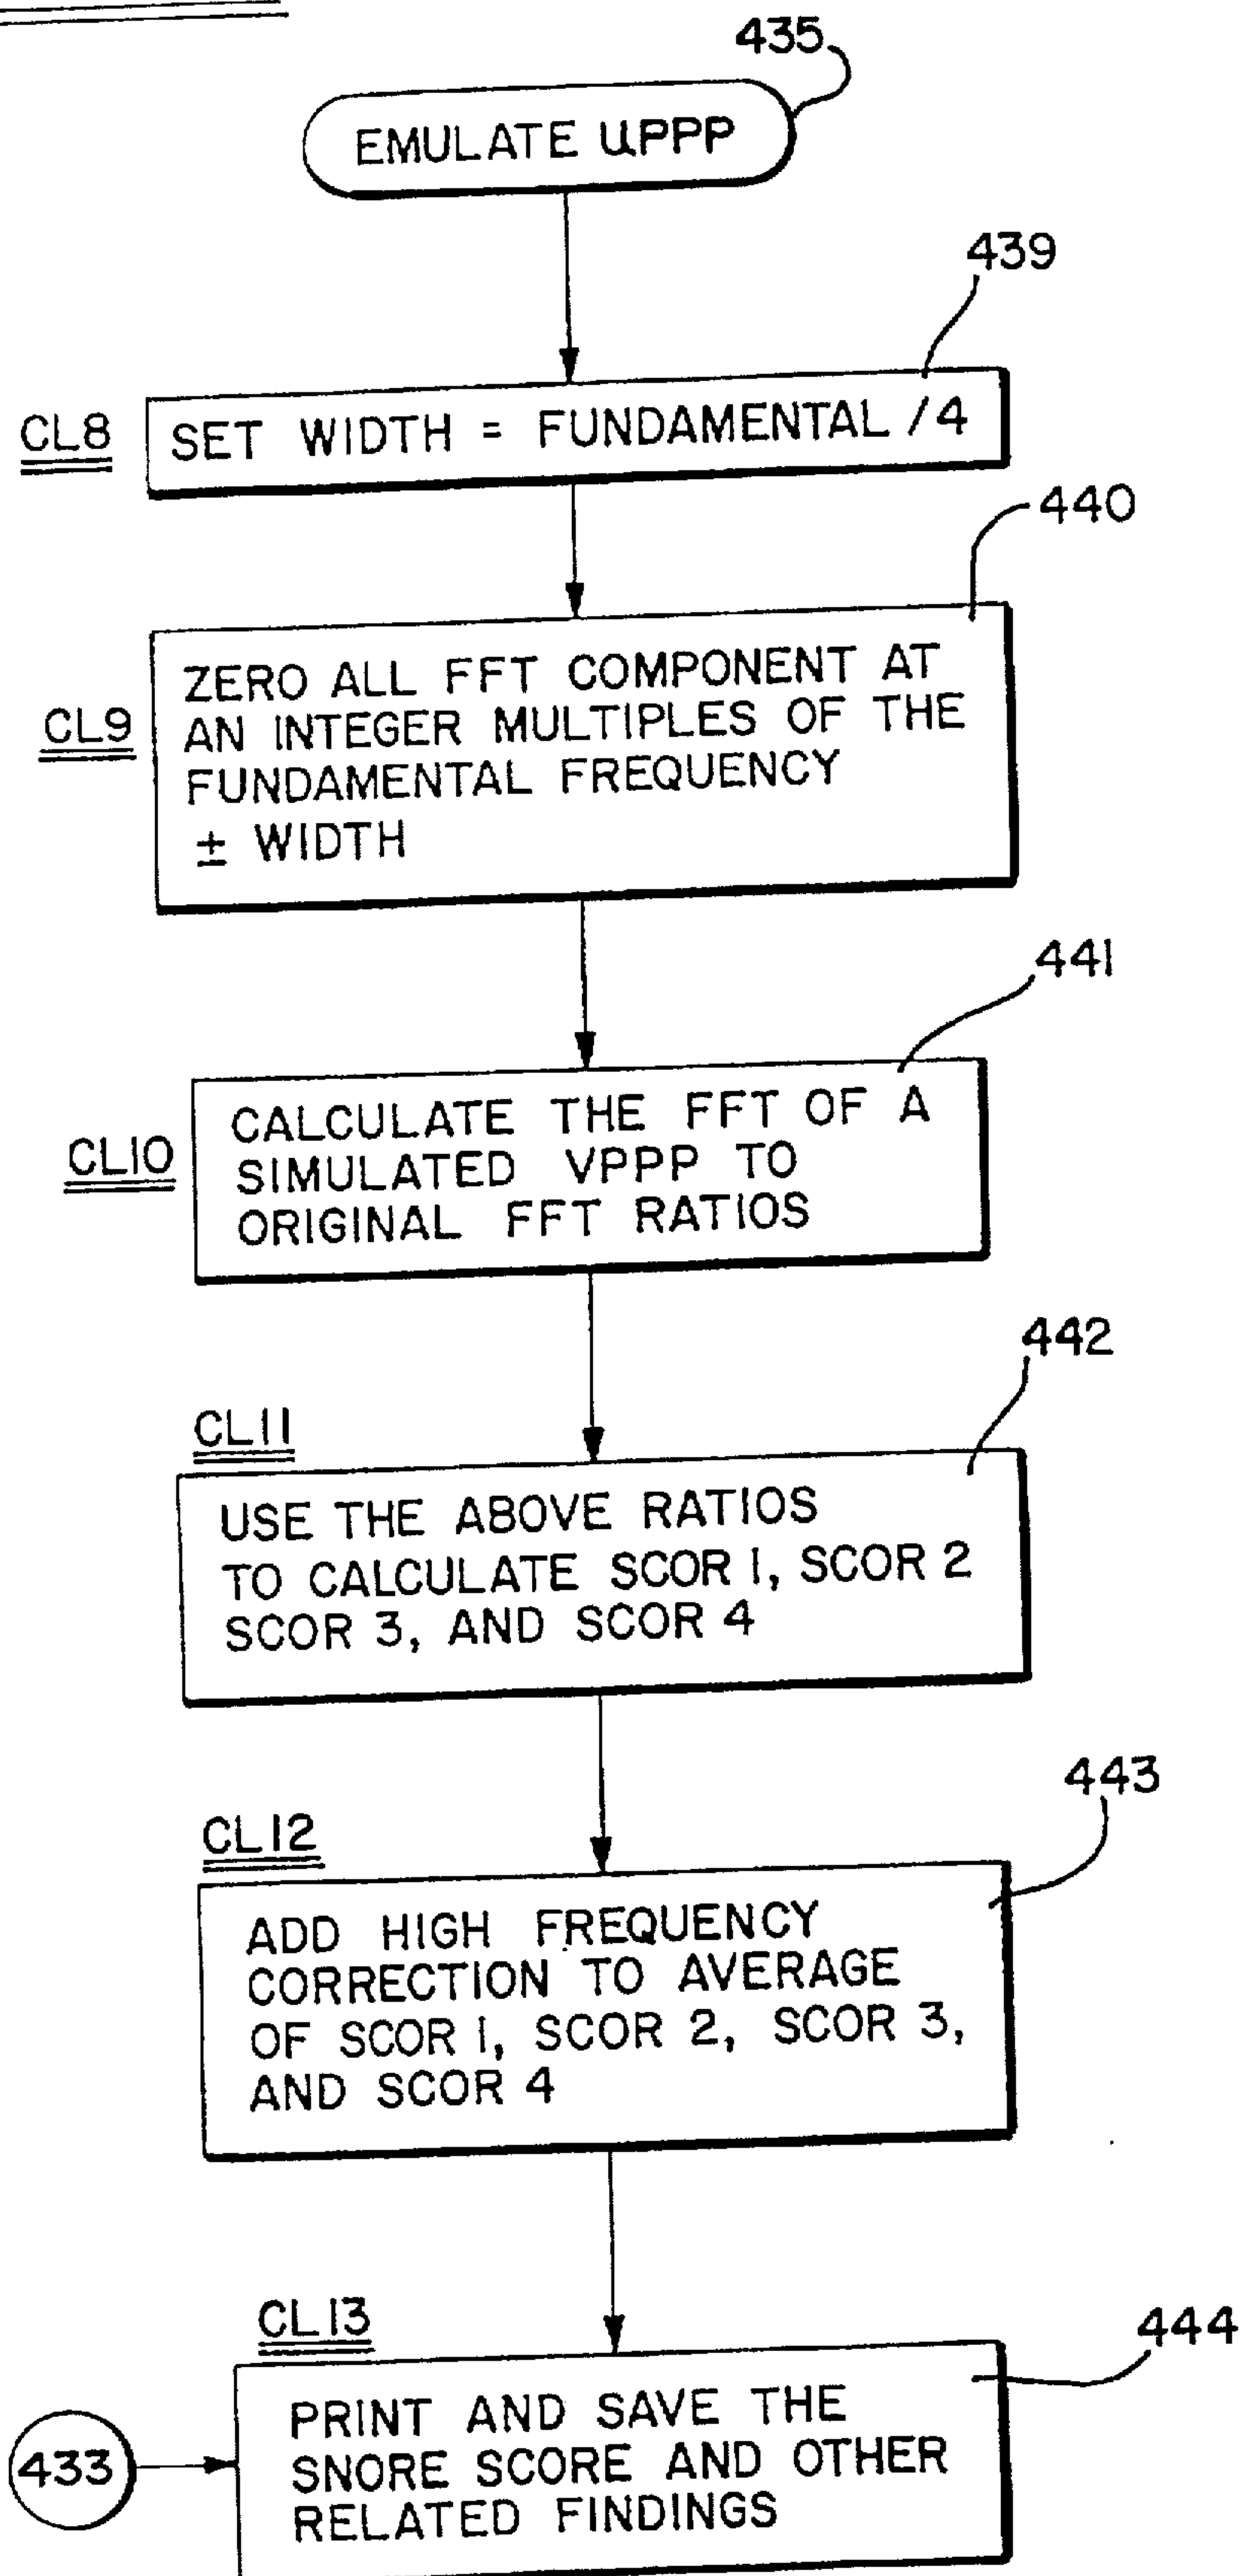 435
EMULATE UPPP
439
CL8
SET WIDTH = FUNDAMENTAL / 4
440
CL9
ZERO ALL FFT COMPONENT AT
AN INTEGER MULTIPLES OF THE
FUNDAMENTAL FREQUENCY
± WIDTH
441
CL10
CALCULATE THE FFT OF A
SIMULATED VPPP TO
ORIGINAL FFT RATIOS
442
CL11
USE THE ABOVE RATIOS
TO CALCULATE SCOR 1, SCOR 2
SCOR 3, AND SCOR 4
443
CL12
ADD HIGH FREQUENCY
CORRECTION TO AVERAGE
OF SCOR 1, SCOR 2, SCOR 3,
AND SCOR 4
444
CL13
433
PRINT AND SAVE THE
SNORE SCORE AND OTHER
RELATED FINDINGS